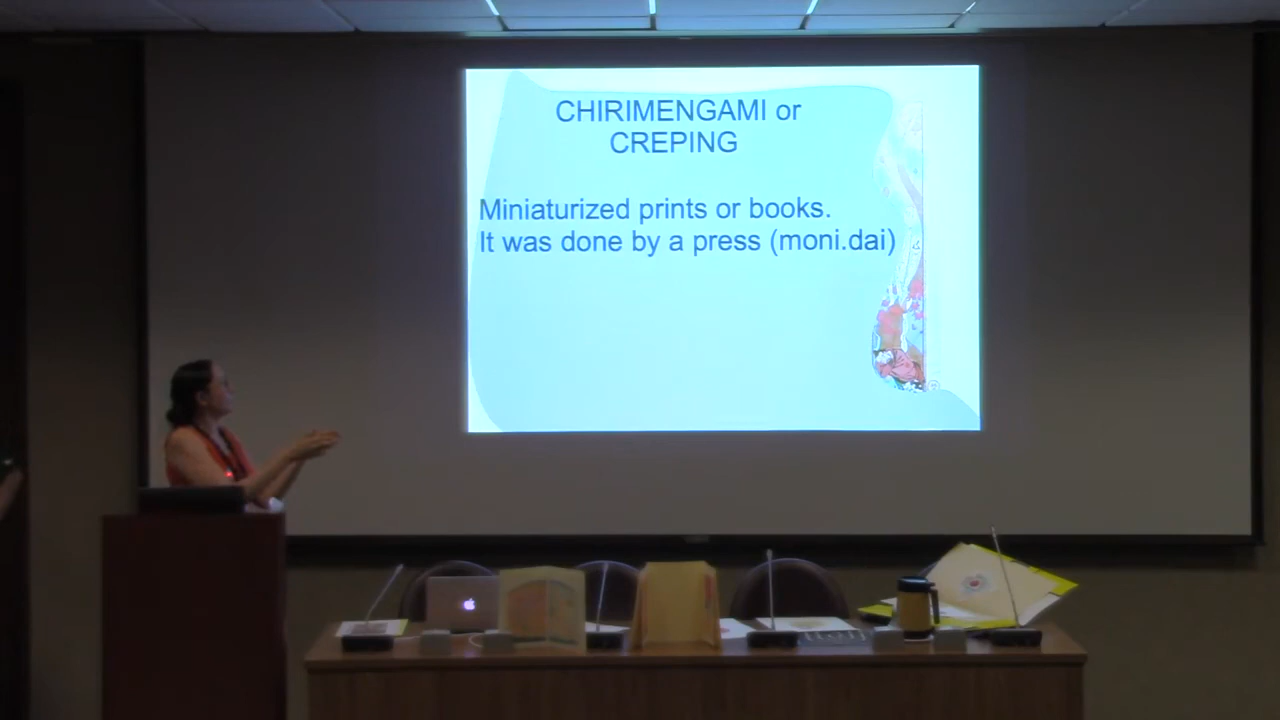 CHIRIMENGAMI or
CREPING
Miniaturized prints or books.
It was done by a press (moni.dai)